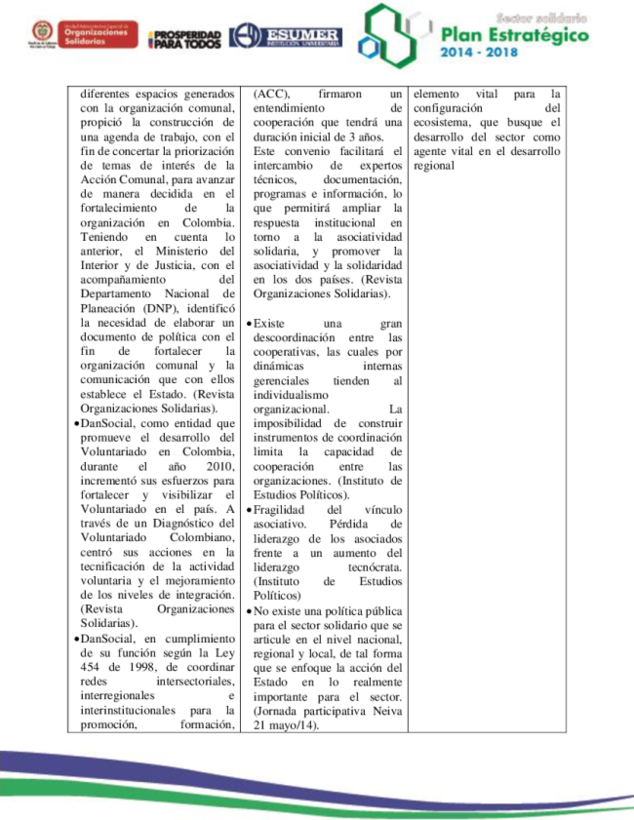 Organizaciones
Solidarias
PROSPERIDAD
PARA TODOS
ESUMER
INSTITUCIÓN UNIVERSITARIA
Sector solidario
Plan Estratégico
2014 - 2018
diferentes espacios generados
con la organización comunal,
propició la construcción de
una agenda de trabajo, con el
fin de concertar la priorización
de temas de interés de la
Acción Comunal, para avanzar
de manera decidida en el
fortalecimiento de la
organización en Colombia.
Teniendo en cuenta lo
anterior, el Ministerio del
Interior y de Justicia, con el
acompañamiento del
Departamento Nacional de
Planeación (DNP), identificó
la necesidad de elaborar un
documento de política con el
fin de fortalecer la
organización comunal y la
comunicación que con ellos
establece el Estado. (Revista
Organizaciones Solidarias).
•DanSocial, como entidad que
promueve el desarrollo del
Voluntariado en Colombia,
durante el año 2010,
incrementó sus esfuerzos para
fortalecer y visibilizar el
Voluntariado en el país. A
través de un Diagnóstico del
Voluntariado Colombiano,
centró sus acciones en la
tecnificación de la actividad
voluntaria y el mejoramiento
de los niveles de integración.
(Revista Organizaciones
Solidarias).
•DanSocial, en cumplimiento
de su función según la Ley
454 de 1998, de coordinar
redes intersectoriales,
interregionales e
interinstitucionales para la
promoción, formación,
(ACC), firmaron un
entendimiento de
cooperación que tendrá una
duración inicial de 3 años.
Este convenio facilitará el
intercambio de expertos
técnicos, documentación,
programas e información, lo
que permitirá ampliar la
respuesta institucional en
torno a la asociatividad
solidaria, y promover la
asociatividad y la solidaridad
en los dos países. (Revista
Organizaciones Solidarias).
•Existe una gran
descoordinación entre las
cooperativas, las cuales por
dinámicas internas
gerenciales tienden al
individualismo
organizacional. La
imposibilidad de construir
instrumentos de coordinación
limita la capacidad de
cooperación entre las
organizaciones. (Instituto de
Estudios Políticos).
•Fragilidad del vínculo
asociativo. Pérdida de
liderazgo de los asociados
frente a un aumento del
liderazgo tecnócrata.
(Instituto de Estudios
Políticos)
•No existe una política pública
para el sector solidario que se
articule en el nivel nacional,
regional y local, de tal forma
que se enfoque la acción del
Estado en lo realmente
importante para el sector.
(Jornada participativa Neiva
21 mayo/14).
elemento vital para la
configuración del
ecosistema, que busque el
desarrollo del sector como
agente vital en el desarrollo
regional